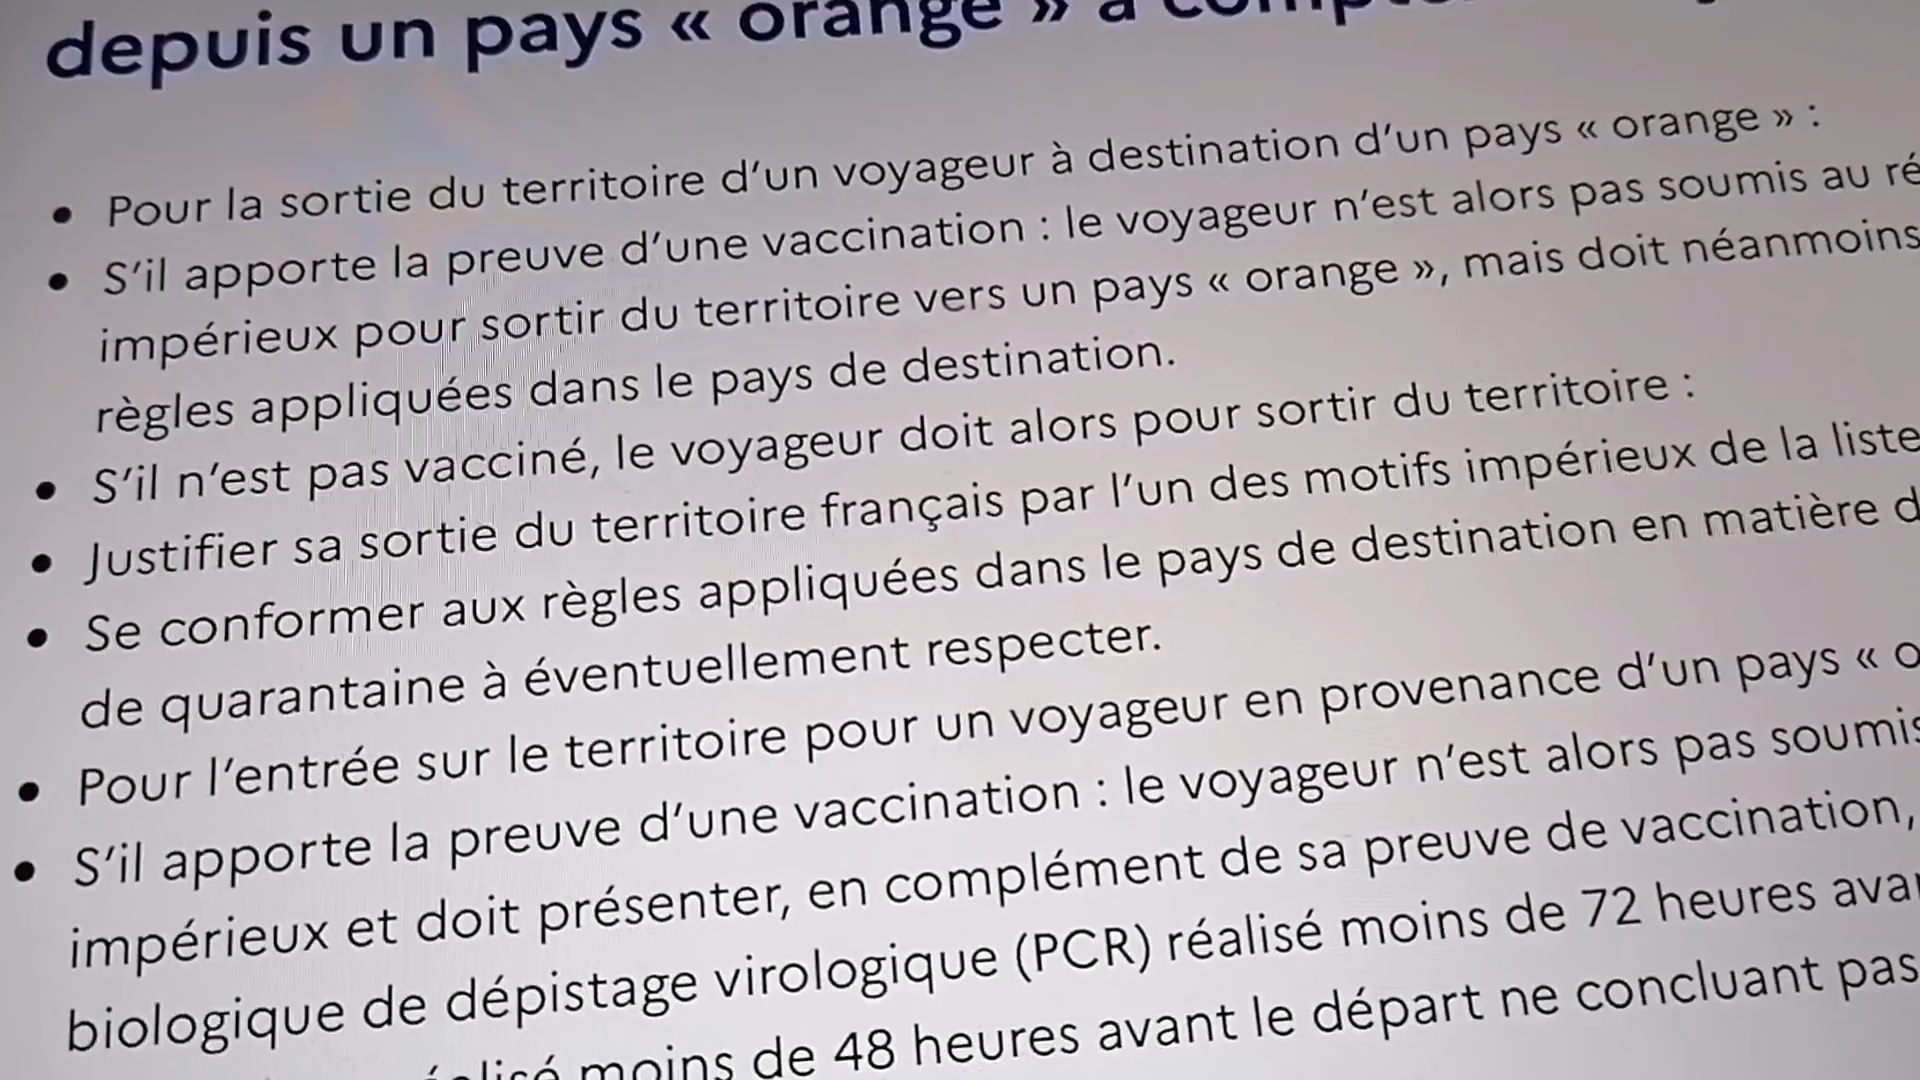 depuis un pays « orange » à
• Pour la sortie du territoire d’un voyageur à destination d’un pays « orange » :
• S’il apporte la preuve d’une vaccination : le voyageur n’est alors pas soumis au ré
impérieux pour sortir du territoire vers un pays « orange », mais doit néanmoins
règles appliquées dans le pays de destination.
• S’il n’est pas vacciné, le voyageur doit alors pour sortir du territoire :
• Justifier sa sortie du territoire français par l’un des motifs impérieux de la liste
• Se conformer aux règles appliquées dans le pays de destination en matière d
de quarantaine à éventuellement respecter.
• Pour l’entrée sur le territoire pour un voyageur en provenance d’un pays « o
• S’il apporte la preuve d’une vaccination : le voyageur n’est alors pas soumis
impérieux et doit présenter, en complément de sa preuve de vaccination,
biologique de dépistage virologique (PCR) réalisé moins de 72 heures avan
moins de 48 heures avant le départ ne concluant pas